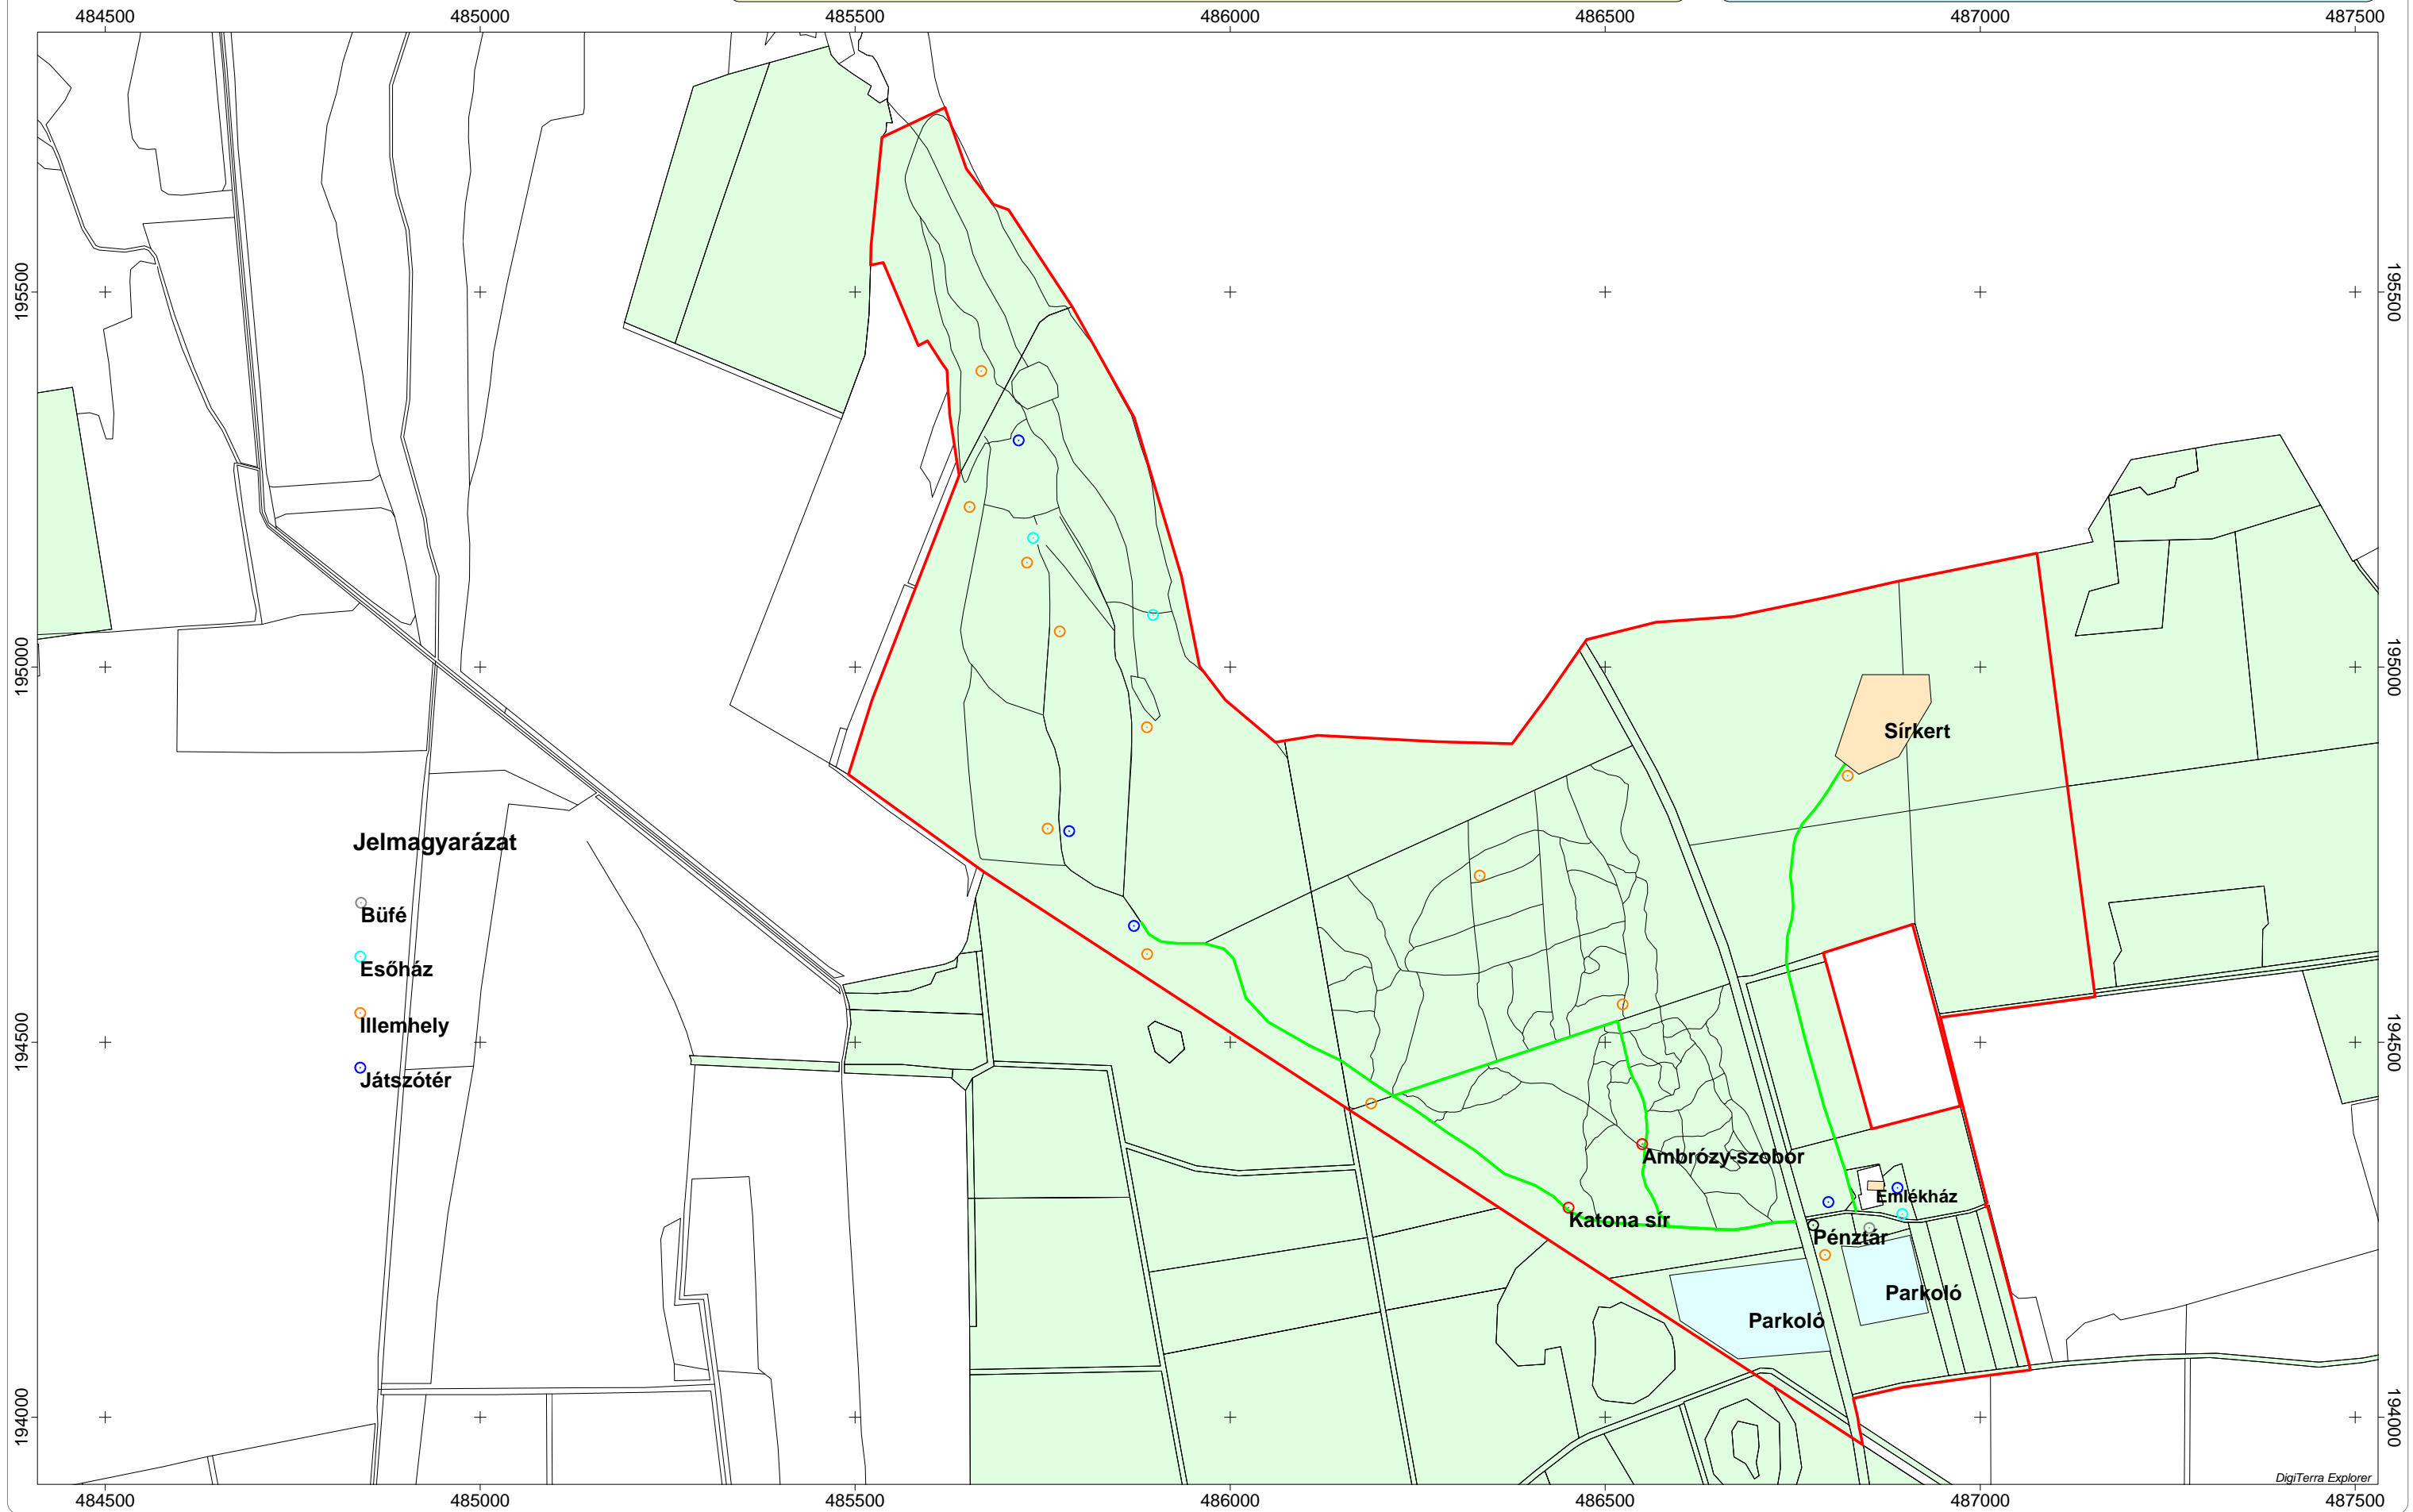 484500 485000 485500 486000 486500 487000 487500
195500 195500
195000 195000
Sírkert
Jelmagyarázat
Büfé
Esőház
Illemhely
Játszótér
194500 194500
Ambrózy-szobor
Emlékház
Katona sír
Pénztár
Parkoló
Parkoló
194000 194000
DigiTerra Explorer
484500 485000 485500 486000 486500 487000 487500